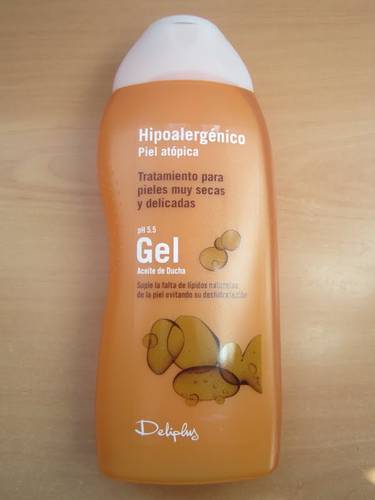 Hipoalergénico
Piel atópica
Tratamiento para
pieles muy secas
y delicadas
pH 5.5
Gel
Aceite de Ducha
Suple la falta de lípidos naturales
de la piel evitando su deshidratación
Deliplus